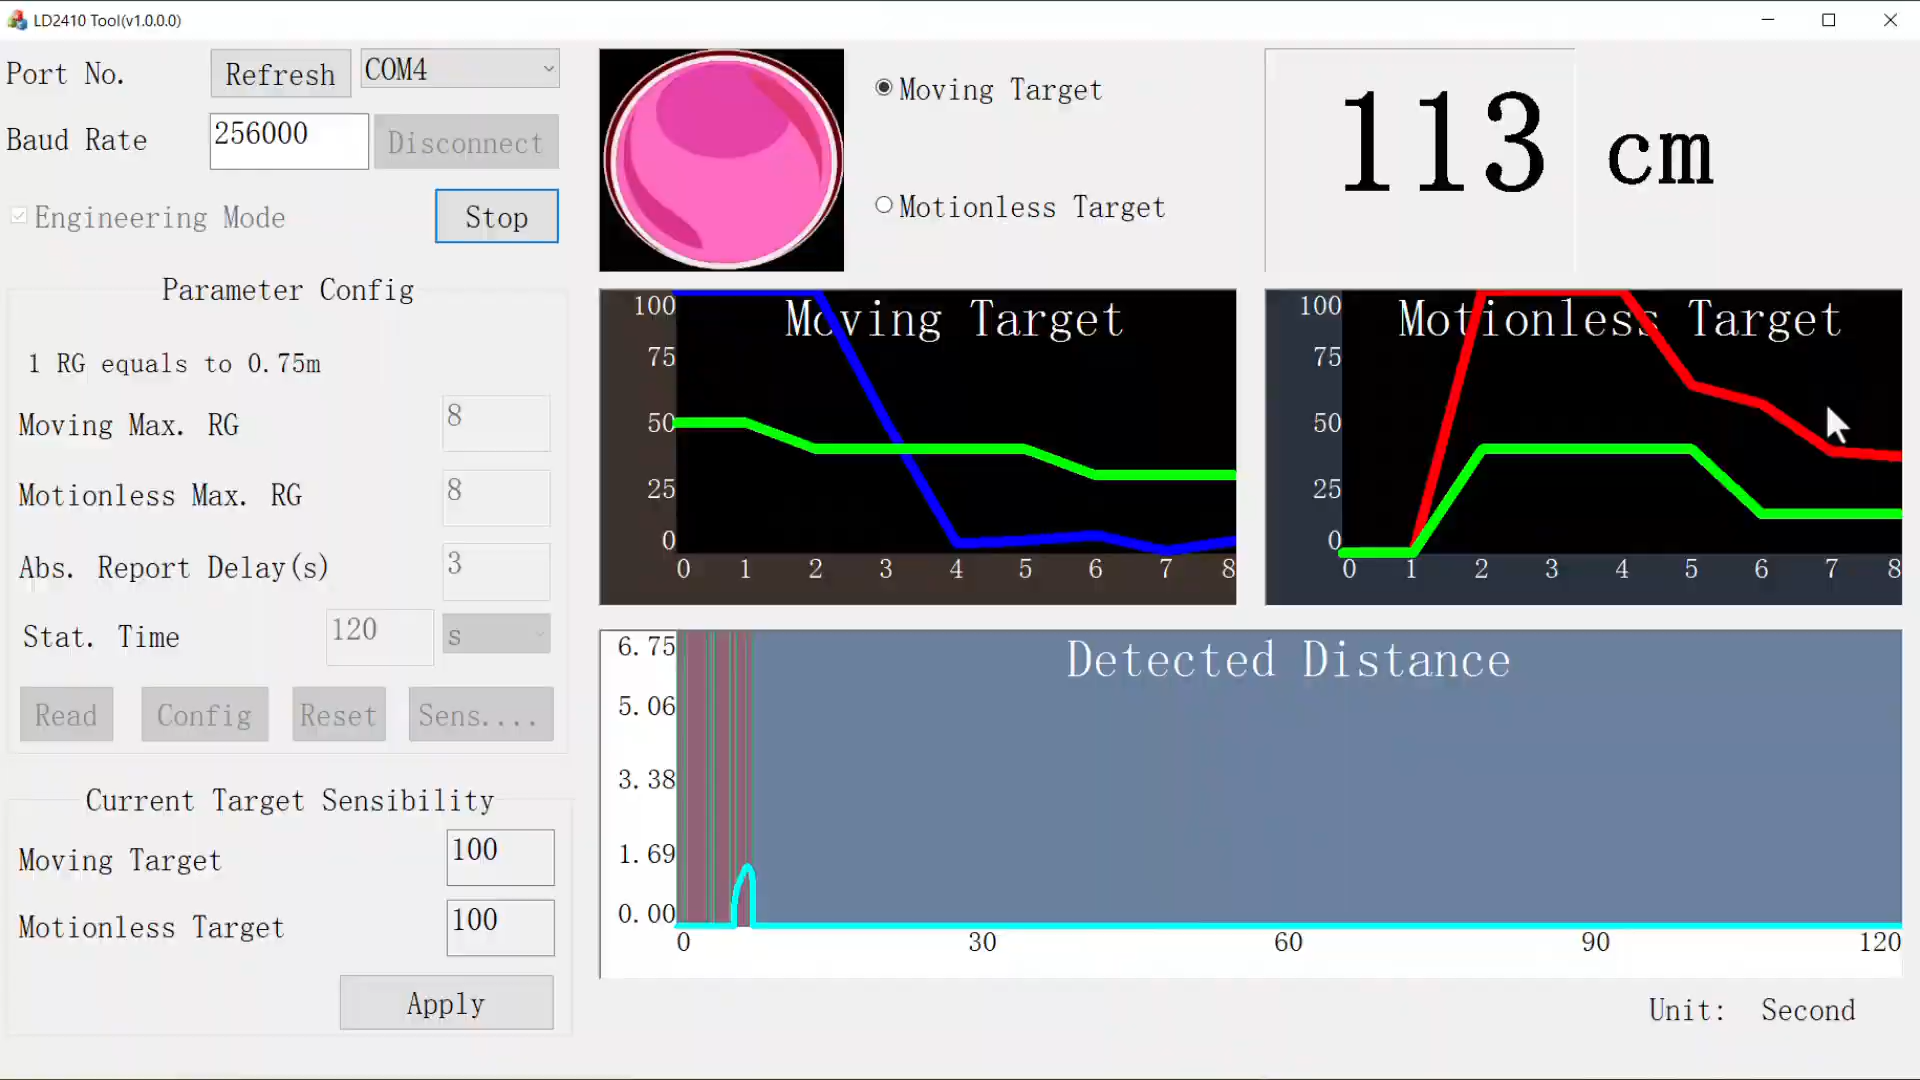 LD2410 Tool(v1.0.0.0)
Port No.
Refresh
COM4
Baud Rate
256000
Disconnect
Engineering Mode
Stop
Parameter Config
1 RG equals to 0.75m
Moving Max. RG
8
Motionless Max. RG
8
Abs. Report Delay(s)
3
Stat. Time
120
s
Read
Config
Reset
Sens....
Current Target Sensibility
Moving Target
100
Motionless Target
100
Apply
Moving Target
Motionless Target
113 cm
Moving Target
100
75
50
25
0
0 1 2 3 4 5 6 7 8
Motionless Target
100
75
50
25
0
0 1 2 3 4 5 6 7 8
Detected Distance
6.75
5.06
3.38
1.69
0.00
0 30 60 90 120
Unit: Second